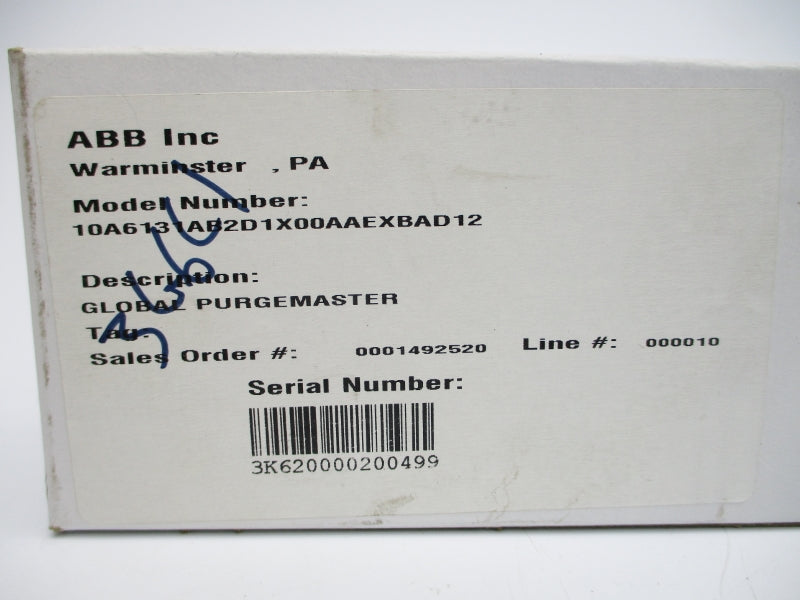 ABB Inc
Warminster , PA
Model Number:
10A6131AB2D1X00AAEXBAD12
Description:
GLOBAL PURGEMASTER
Tag:
Sales Order #: 0001492520 Line #: 000010
Serial Number:
3K620000200499